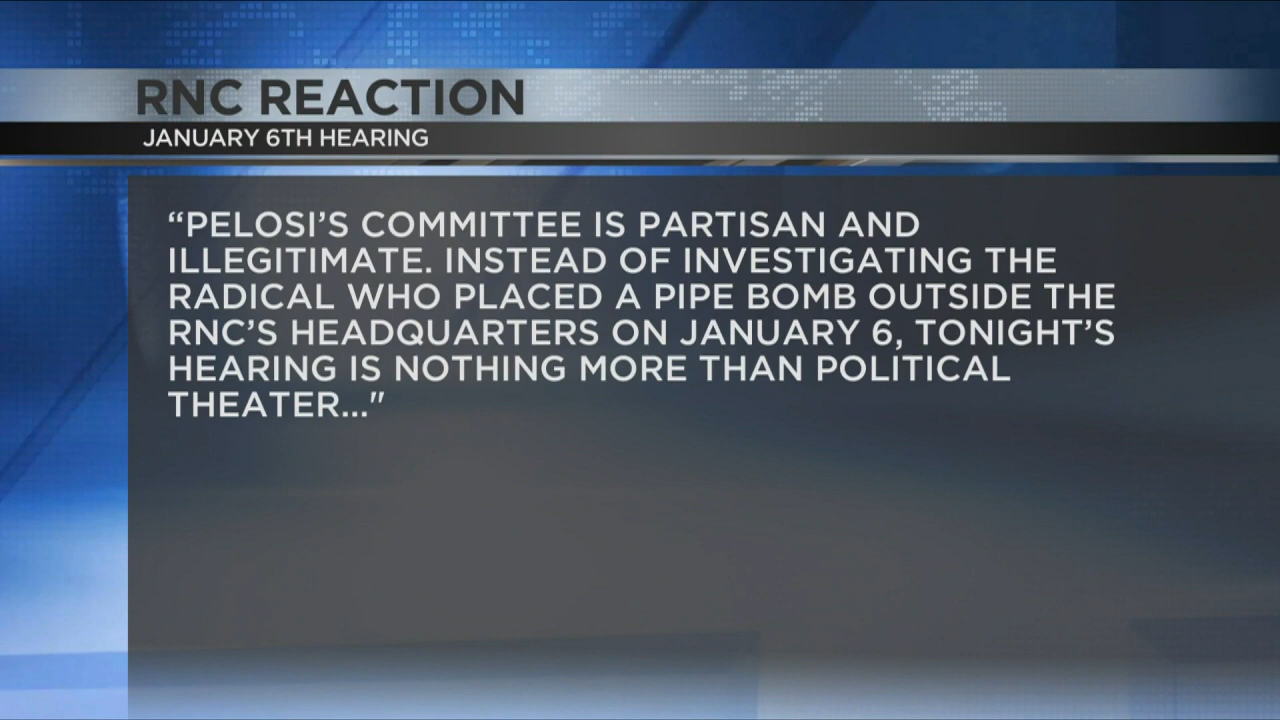 RNC REACTION
JANUARY 6TH HEARING
“PELOSI’S COMMITTEE IS PARTISAN AND
ILLEGITIMATE. INSTEAD OF INVESTIGATING THE
RADICAL WHO PLACED A PIPE BOMB OUTSIDE THE
RNC’S HEADQUARTERS ON JANUARY 6, TONIGHT’S
HEARING IS NOTHING MORE THAN POLITICAL
THEATER..."